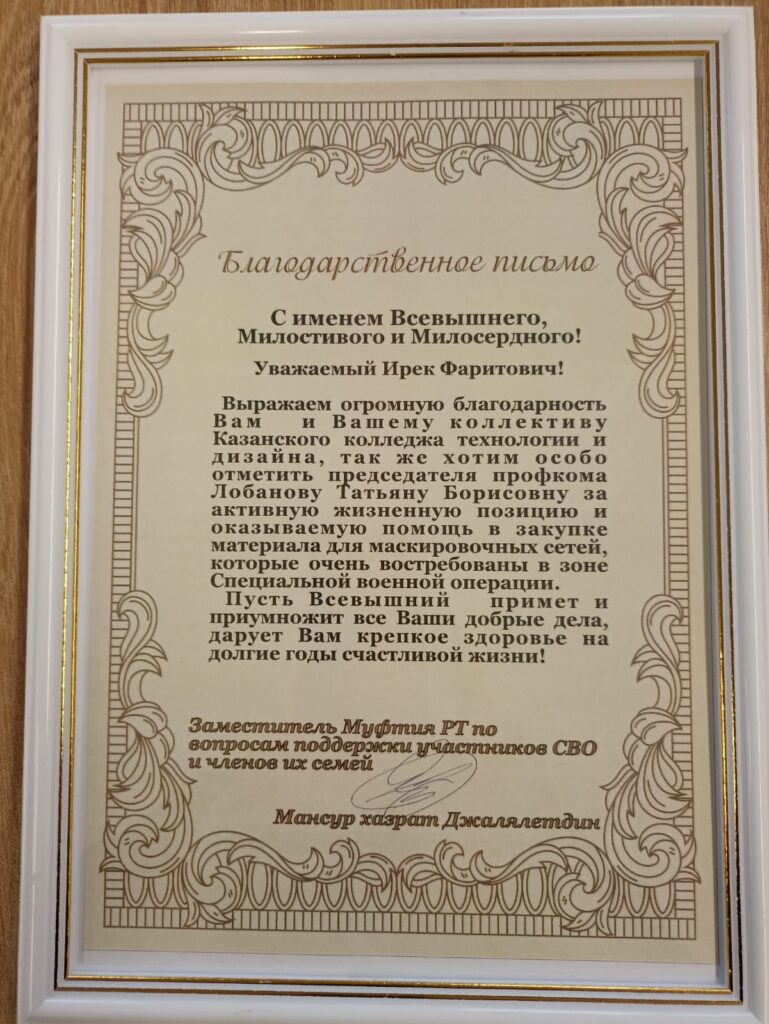 Благодарственное письмо
С именем Всевышнего,
Милостивого и Милосердного!
Уважаемый Ирек Фаритович!
Выражаем огромную благодарность
Вам и Вашему коллективу
Казанского колледжа технологии и
дизайна, так же хотим особо
отметить председателя профкома
Лобанову Татьяну Борисовну за
активную жизненную позицию и
оказываемую помощь в закупке
материала для маскировочных сетей,
которые очень востребованы в зоне
Специальной военной операции.
Пусть Всевышний примет и
приумножит все Ваши добрые дела,
дарует Вам крепкое здоровье на
долгие годы счастливой жизни!
Заместитель Муфтия РТ по
вопросам поддержки участников СВО
и членов их семей
Мансур хазрат Джалялетдин